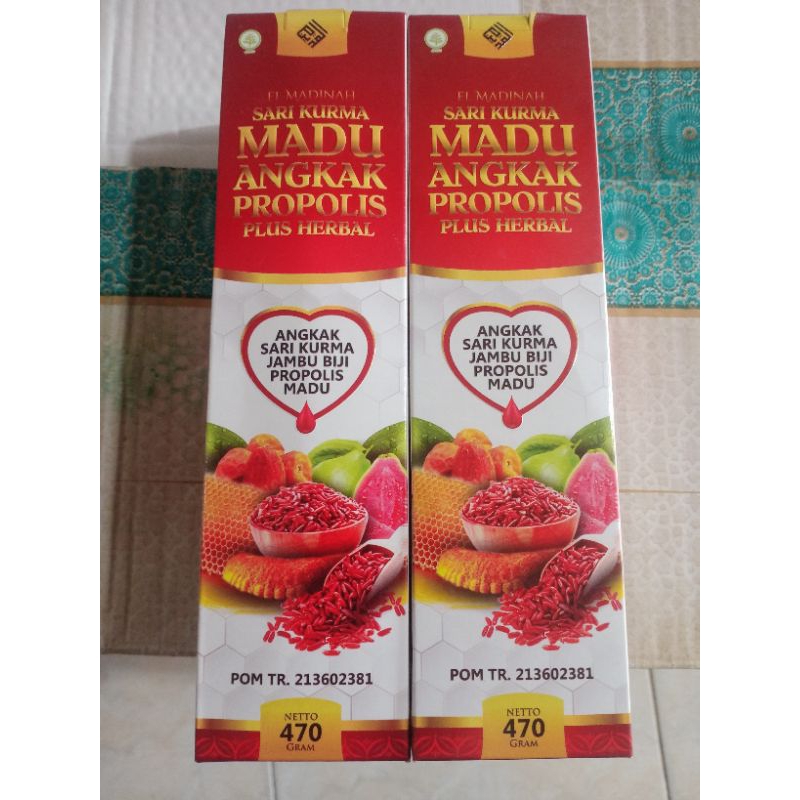 EL MADINAH
SARI KURMA
MADU
ANGKAK
PROPOLIS
PLUS HERBAL
ANGKAK
SARI KURMA
JAMBU BIJI
PROPOLIS
MADU
POM TR. 213602381
NETTO
470
GRAM
EL MADINAH
SARI KURMA
MADU
ANGKAK
PROPOLIS
PLUS HERBAL
ANGKAK
SARI KURMA
JAMBU BIJI
PROPOLIS
MADU
POM TR. 213602381
NETTO
470
GRAM